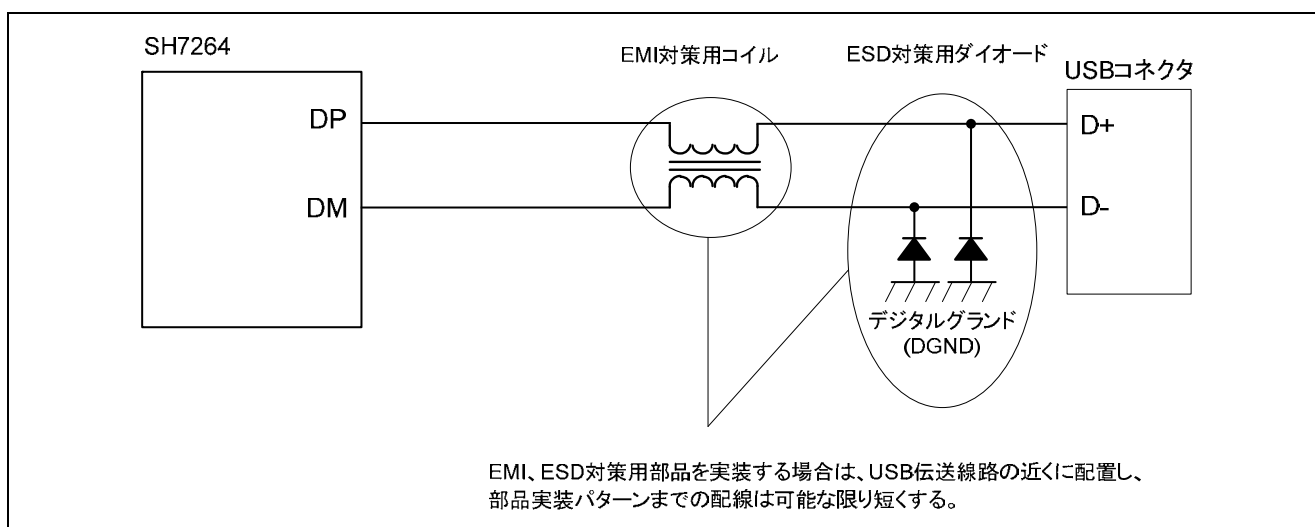 SH7264
EMI対策用コイル
ESD対策用ダイオード
USBコネクタ
DP
D+
DM
D-
デジタルグランド
(DGND)
EMI、ESD対策用部品を実装する場合は、USB伝送線路の近くに配置し、
部品実装パターンまでの配線は可能な限り短くする。